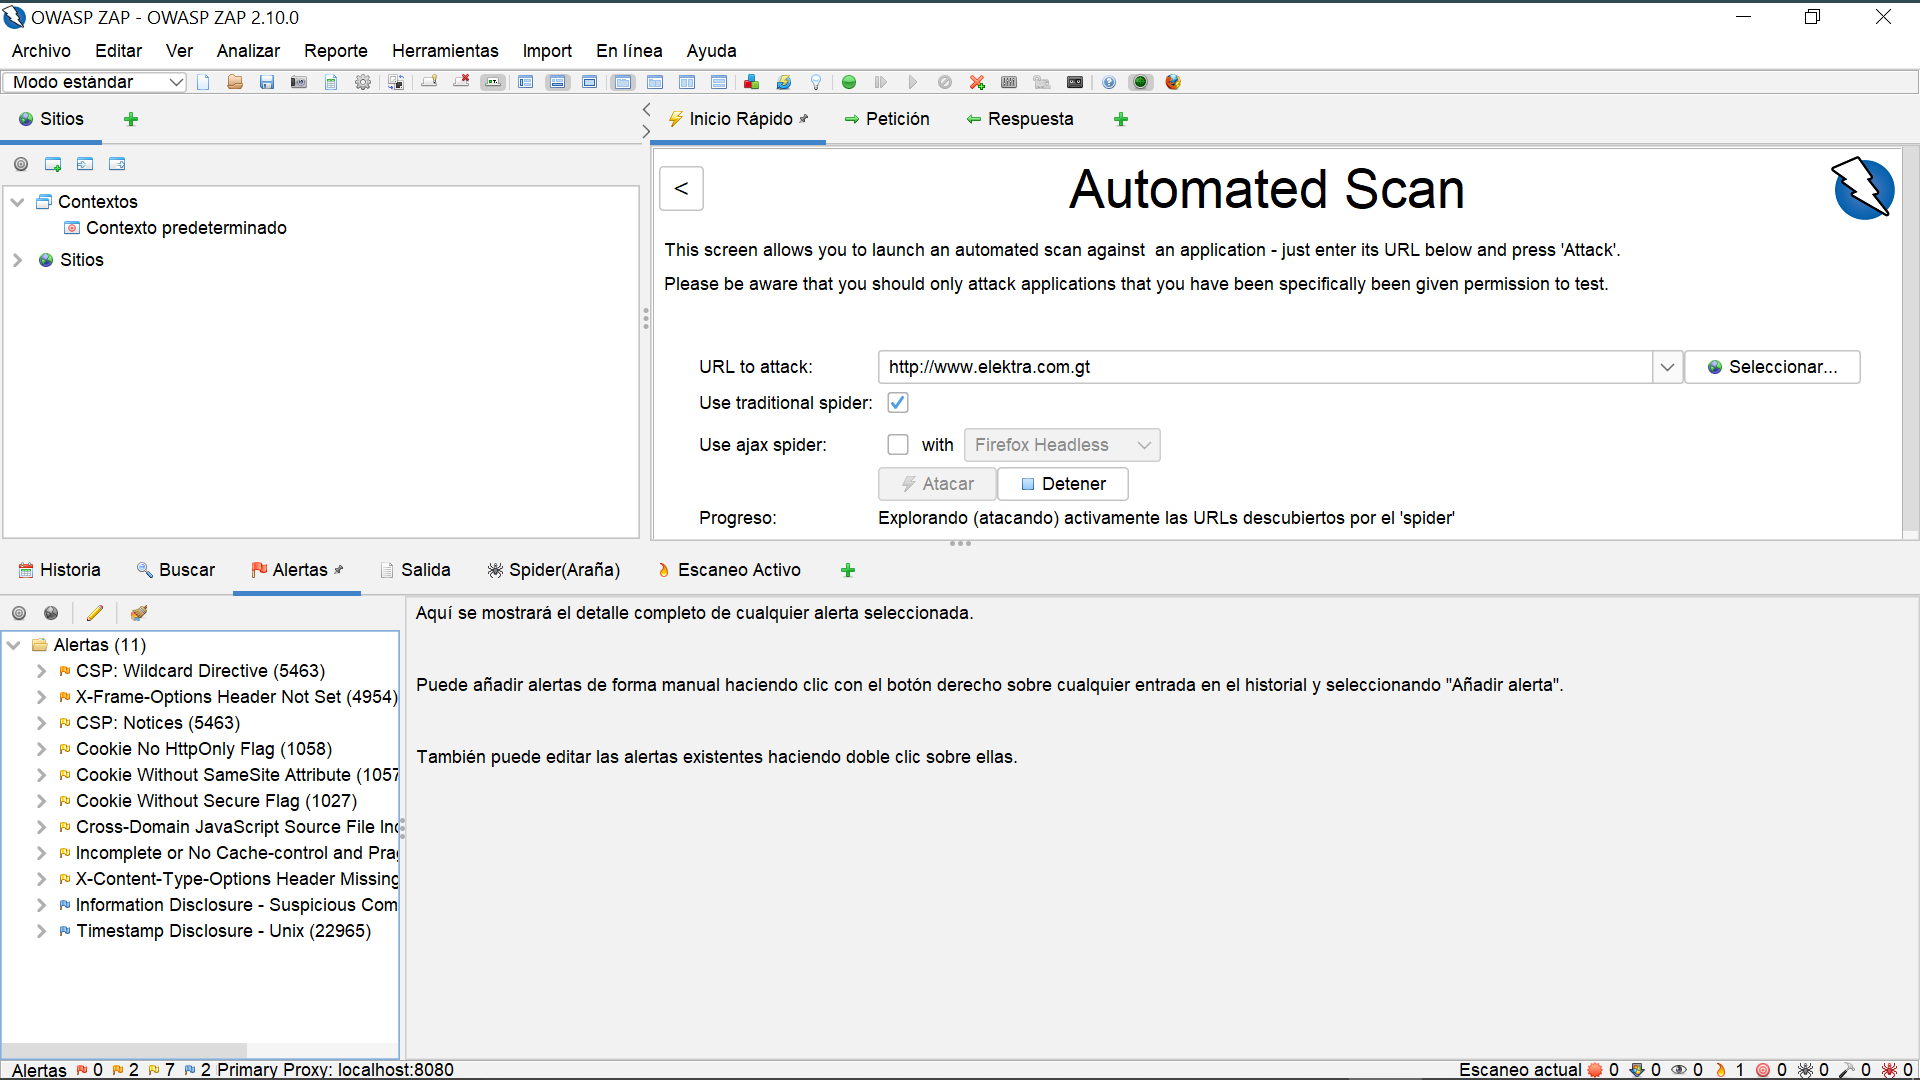 OWASP ZAP - OWASP ZAP 2.10.0
Archivo Editar Ver Analizar Reporte Herramientas Import En línea Ayuda
Modo estándar
Sitios
Inicio Rápido Petición Respuesta
Contextos
Contexto predeterminado
Sitios
<
Automated Scan
This screen allows you to launch an automated scan against  an application - just enter its URL below and press 'Attack'.
Please be aware that you should only attack applications that you have been specifically been given permission to test.
URL to attack: http://www.elektra.com.gt Seleccionar...
Use traditional spider:
Use ajax spider: with Firefox Headless
Atacar Detener
Progreso: Explorando (atacando) activamente las URLs descubiertos por el 'spider'
Historia Buscar Alertas Salida Spider(Araña) Escaneo Activo
Alertas (11)
CSP: Wildcard Directive (5463)
X-Frame-Options Header Not Set (4954)
CSP: Notices (5463)
Cookie No HttpOnly Flag (1058)
Cookie Without SameSite Attribute (1057
Cookie Without Secure Flag (1027)
Cross-Domain JavaScript Source File Inc
Incomplete or No Cache-control and Prag
X-Content-Type-Options Header Missing
Information Disclosure - Suspicious Com
Timestamp Disclosure - Unix (22965)
Aquí se mostrará el detalle completo de cualquier alerta seleccionada.
Puede añadir alertas de forma manual haciendo clic con el botón derecho sobre cualquier entrada en el historial y seleccionando "Añadir alerta".
También puede editar las alertas existentes haciendo doble clic sobre ellas.
Alertas 0 2 7 2 Primary Proxy: localhost:8080
Escaneo actual 0 0 0 1 0 0 0 0